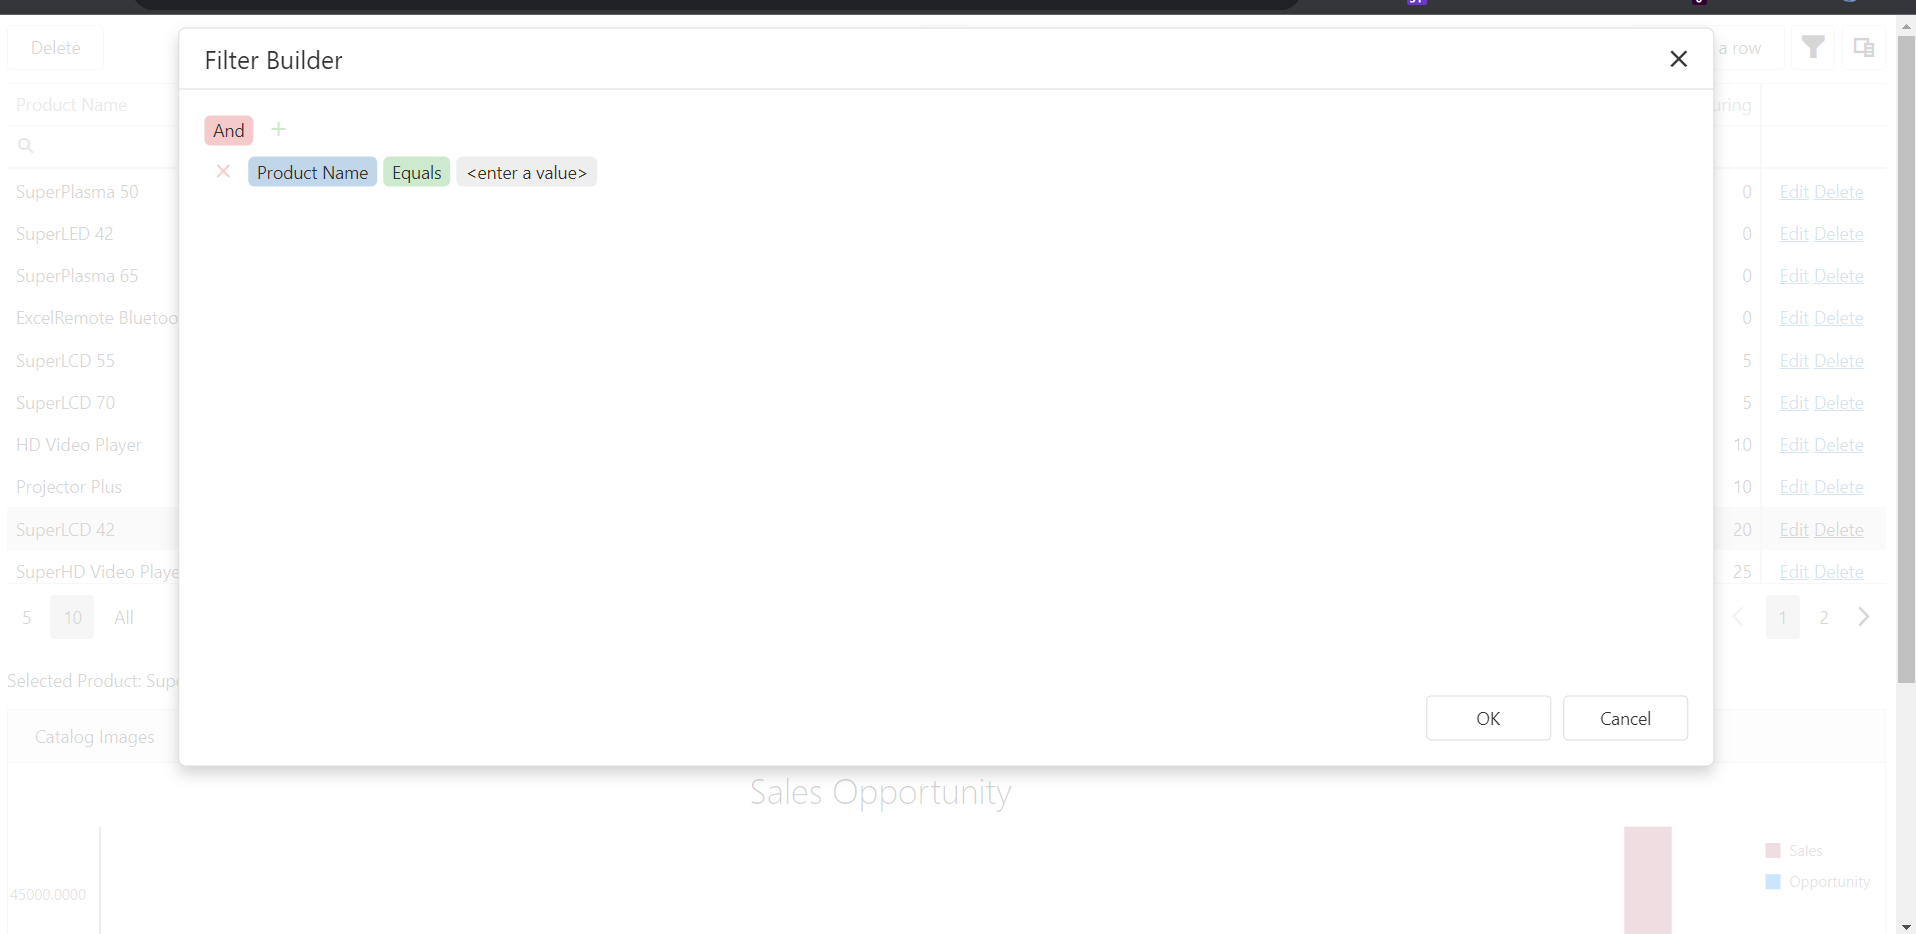 Delete
Filter Builder
a row
Product Name
uring
And
Product Name Equals <enter a value>
SuperPlasma 50
0 Edit Delete
SuperLED 42
0 Edit Delete
SuperPlasma 65
0 Edit Delete
ExcelRemote Bluetoo
0 Edit Delete
SuperLCD 55
5 Edit Delete
SuperLCD 70
5 Edit Delete
HD Video Player
10 Edit Delete
Projector Plus
10 Edit Delete
SuperLCD 42
20 Edit Delete
SuperHD Video Playe
25 Edit Delete
5 10 All
1 2
Selected Product: Supe
OK Cancel
Catalog Images
Sales Opportunity
Sales
Opportunity
45000.0000